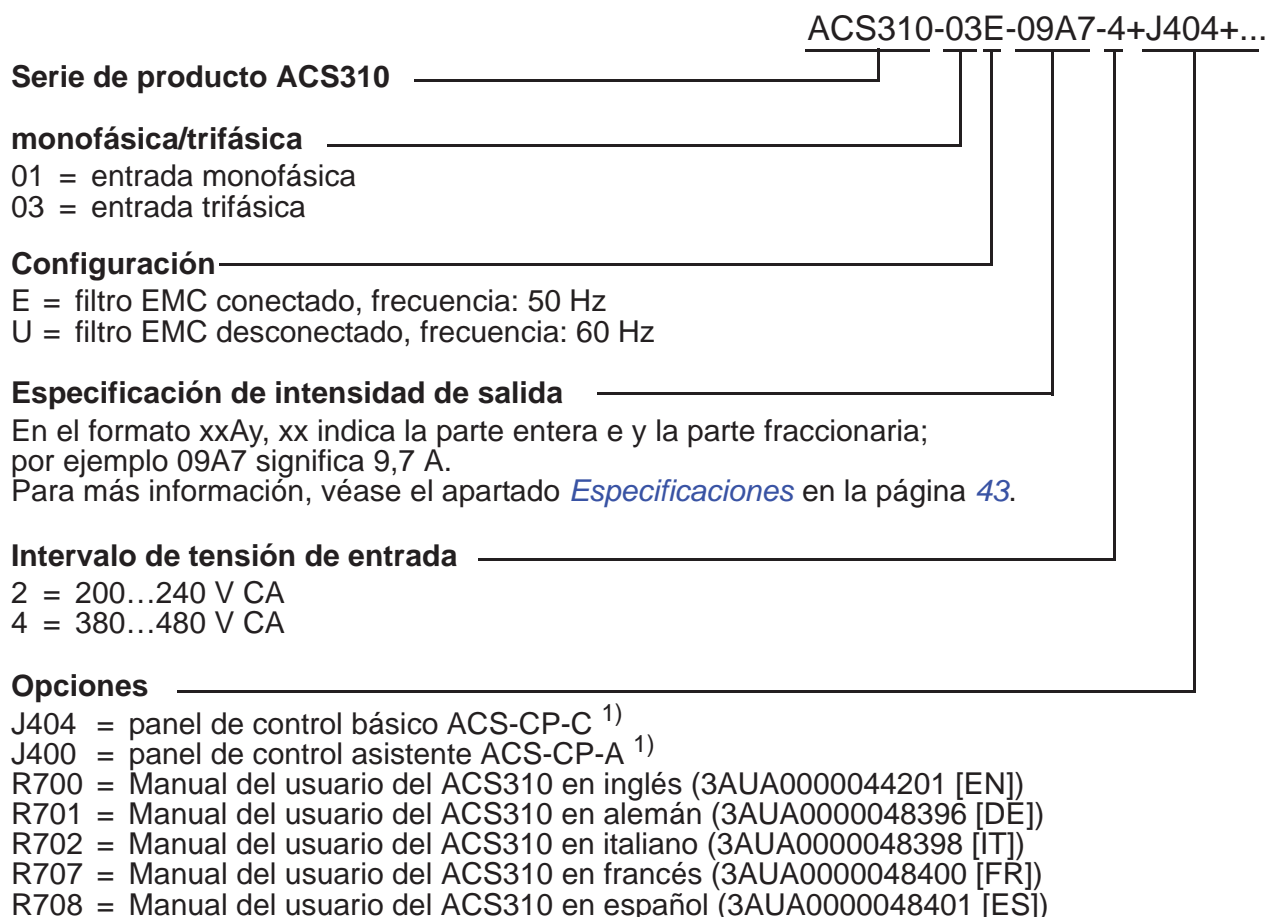 ACS310-03E-09A7-4+J404+...
Serie de producto ACS310
monofásica/trifásica
01 = entrada monofásica
03 = entrada trifásica
Configuración
E = filtro EMC conectado, frecuencia: 50 Hz
U = filtro EMC desconectado, frecuencia: 60 Hz
Especificación de intensidad de salida
En el formato xxAy, xx indica la parte entera e y la parte fraccionaria;
por ejemplo 09A7 significa 9,7 A.
Para más información, véase el apartado Especificaciones en la página 43.
Intervalo de tensión de entrada
2 = 200…240 V CA
4 = 380…480 V CA
Opciones
J404 = panel de control básico ACS-CP-C 1)
J400 = panel de control asistente ACS-CP-A 1)
R700 = Manual del usuario del ACS310 en inglés (3AUA0000044201 [EN])
R701 = Manual del usuario del ACS310 en alemán (3AUA0000048396 [DE])
R702 = Manual del usuario del ACS310 en italiano (3AUA0000048398 [IT])
R707 = Manual del usuario del ACS310 en francés (3AUA0000048400 [FR])
R708 = Manual del usuario del ACS310 en español (3AUA0000048401 [ES])